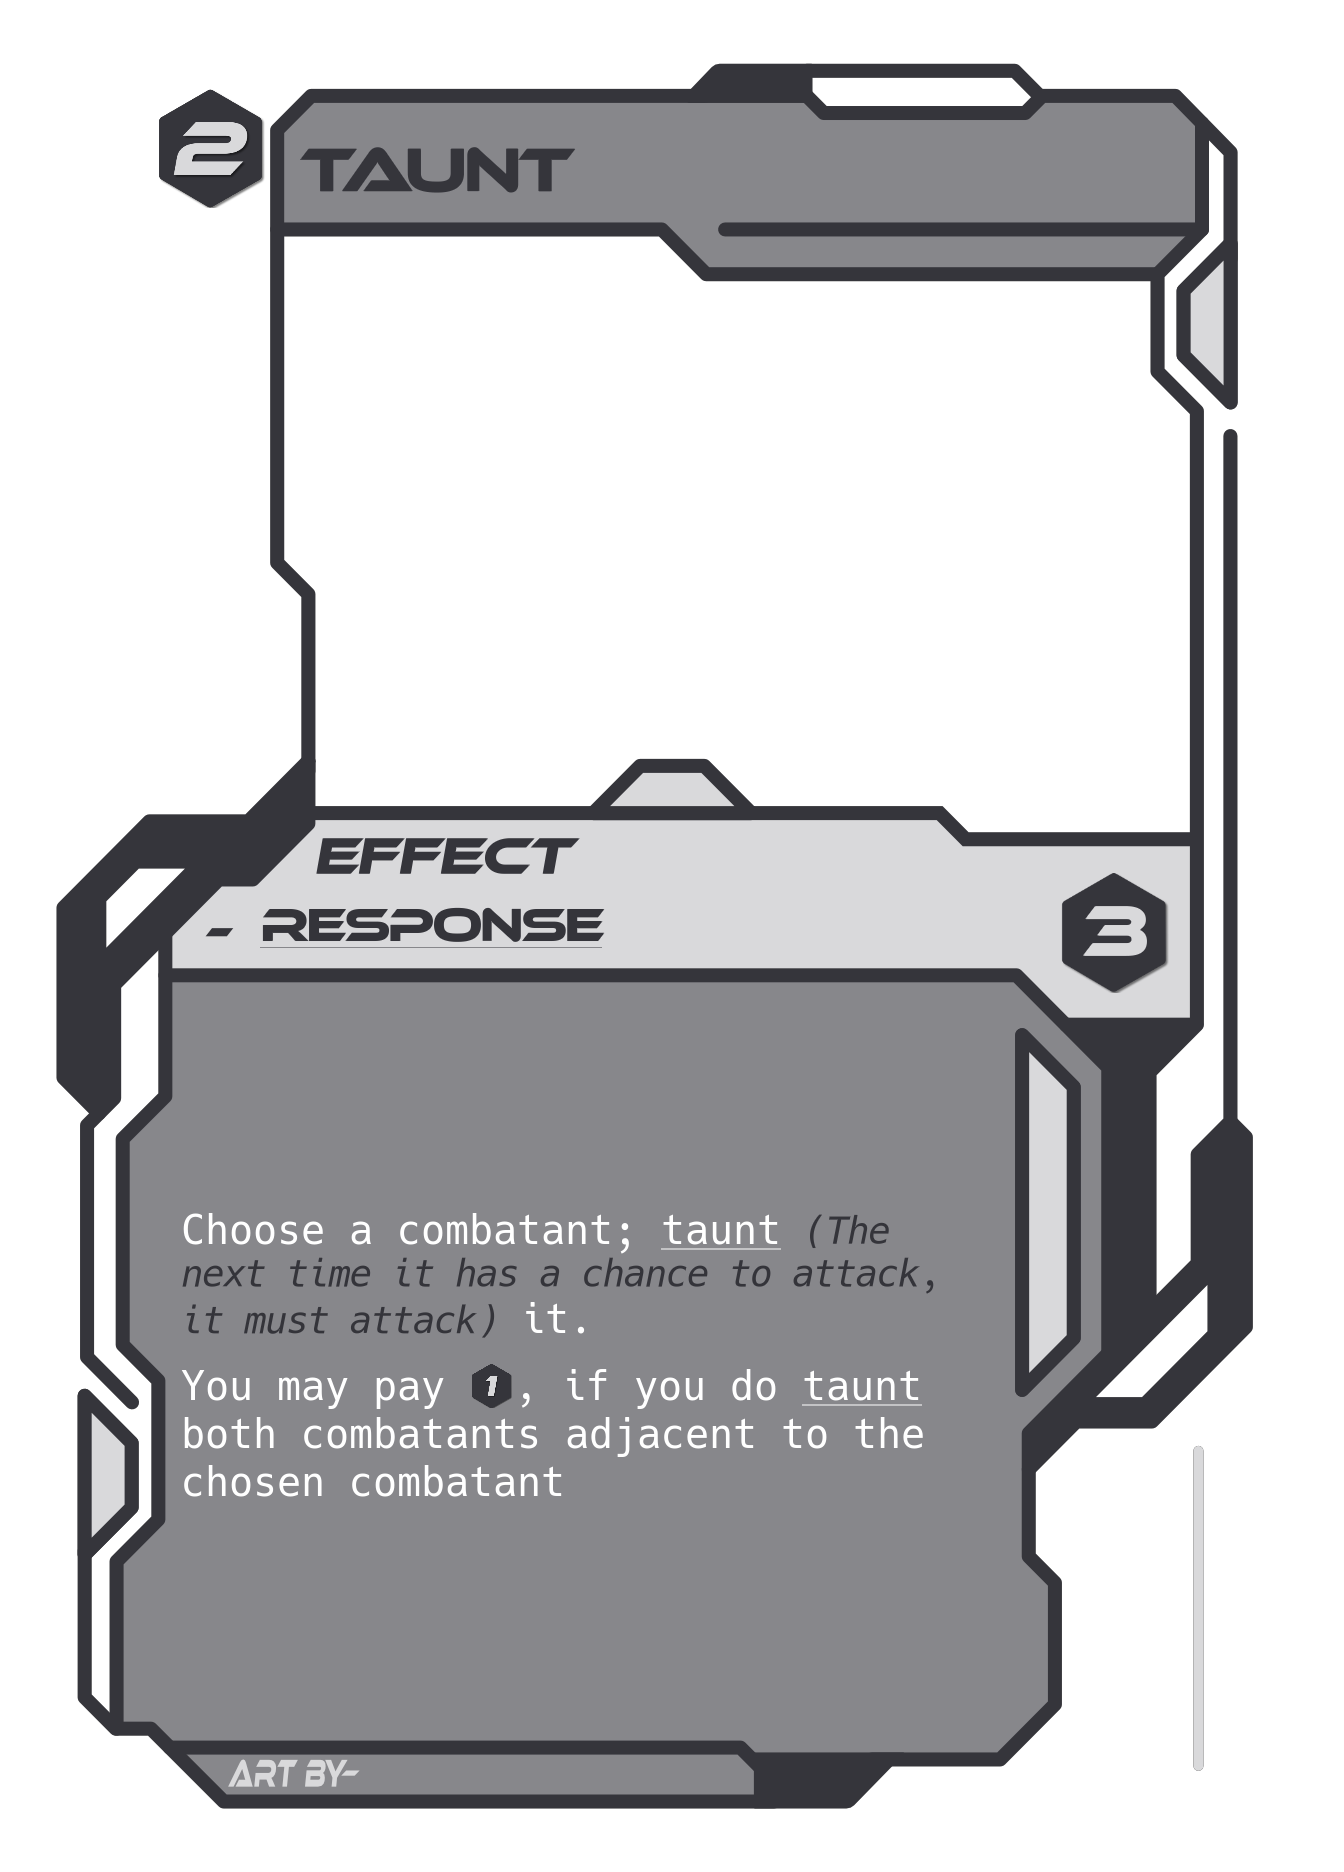 2
TAUNT
EFFECT
- RESPONSE
3
Choose a combatant; taunt (The
next time it has a chance to attack,
it must attack) it.
You may pay 1, if you do taunt
both combatants adjacent to the
chosen combatant
ART BY-